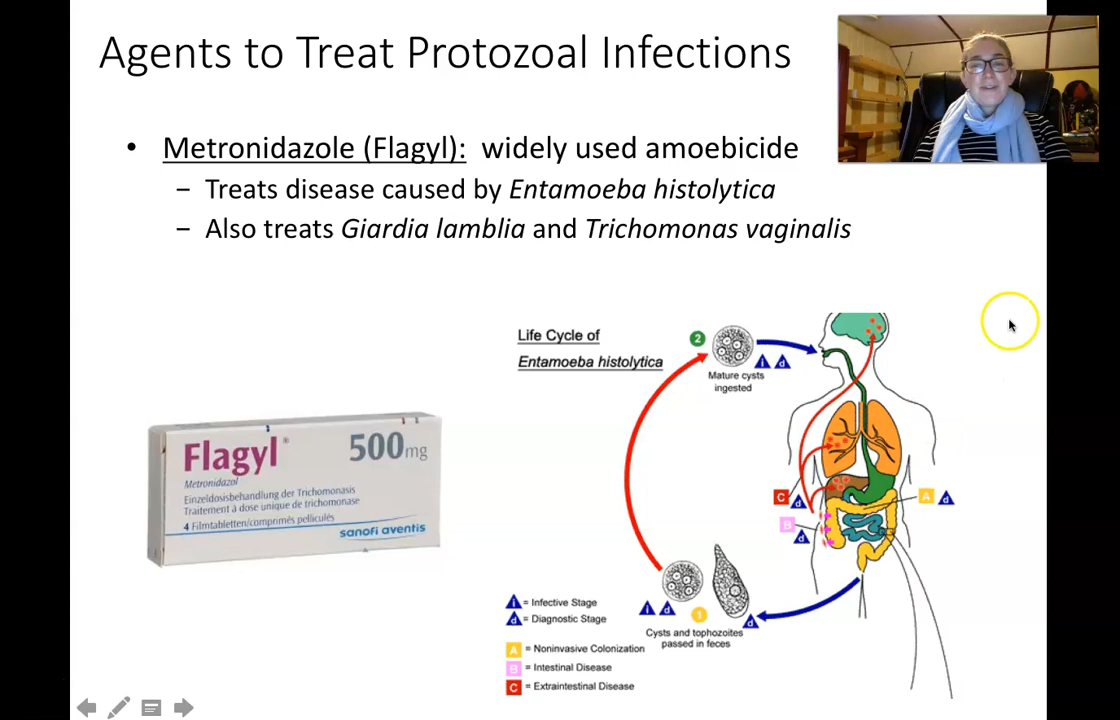 Agents to Treat Protozoal Infections
• Metronidazole (Flagyl): widely used amoebicide
− Treats disease caused by Entamoeba histolytica
− Also treats Giardia lamblia and Trichomonas vaginalis
Life Cycle of
Entamoeba histolytica
2
Mature cysts
ingested
i d
C d
A d
B
d
Flagyl® 500mg
Metronidazol
Einzeldosisbehandlung der Trichomonasis
Traitement à dose unique de trichomonase
4 Filmtabletten/comprimés pelliculés
sanofi aventis
i d
1
d
Cysts and tophozoites
passed in feces
i = Infective Stage
d = Diagnostic Stage
A = Noninvasive Colonization
B = Intestinal Disease
C = Extraintestinal Disease